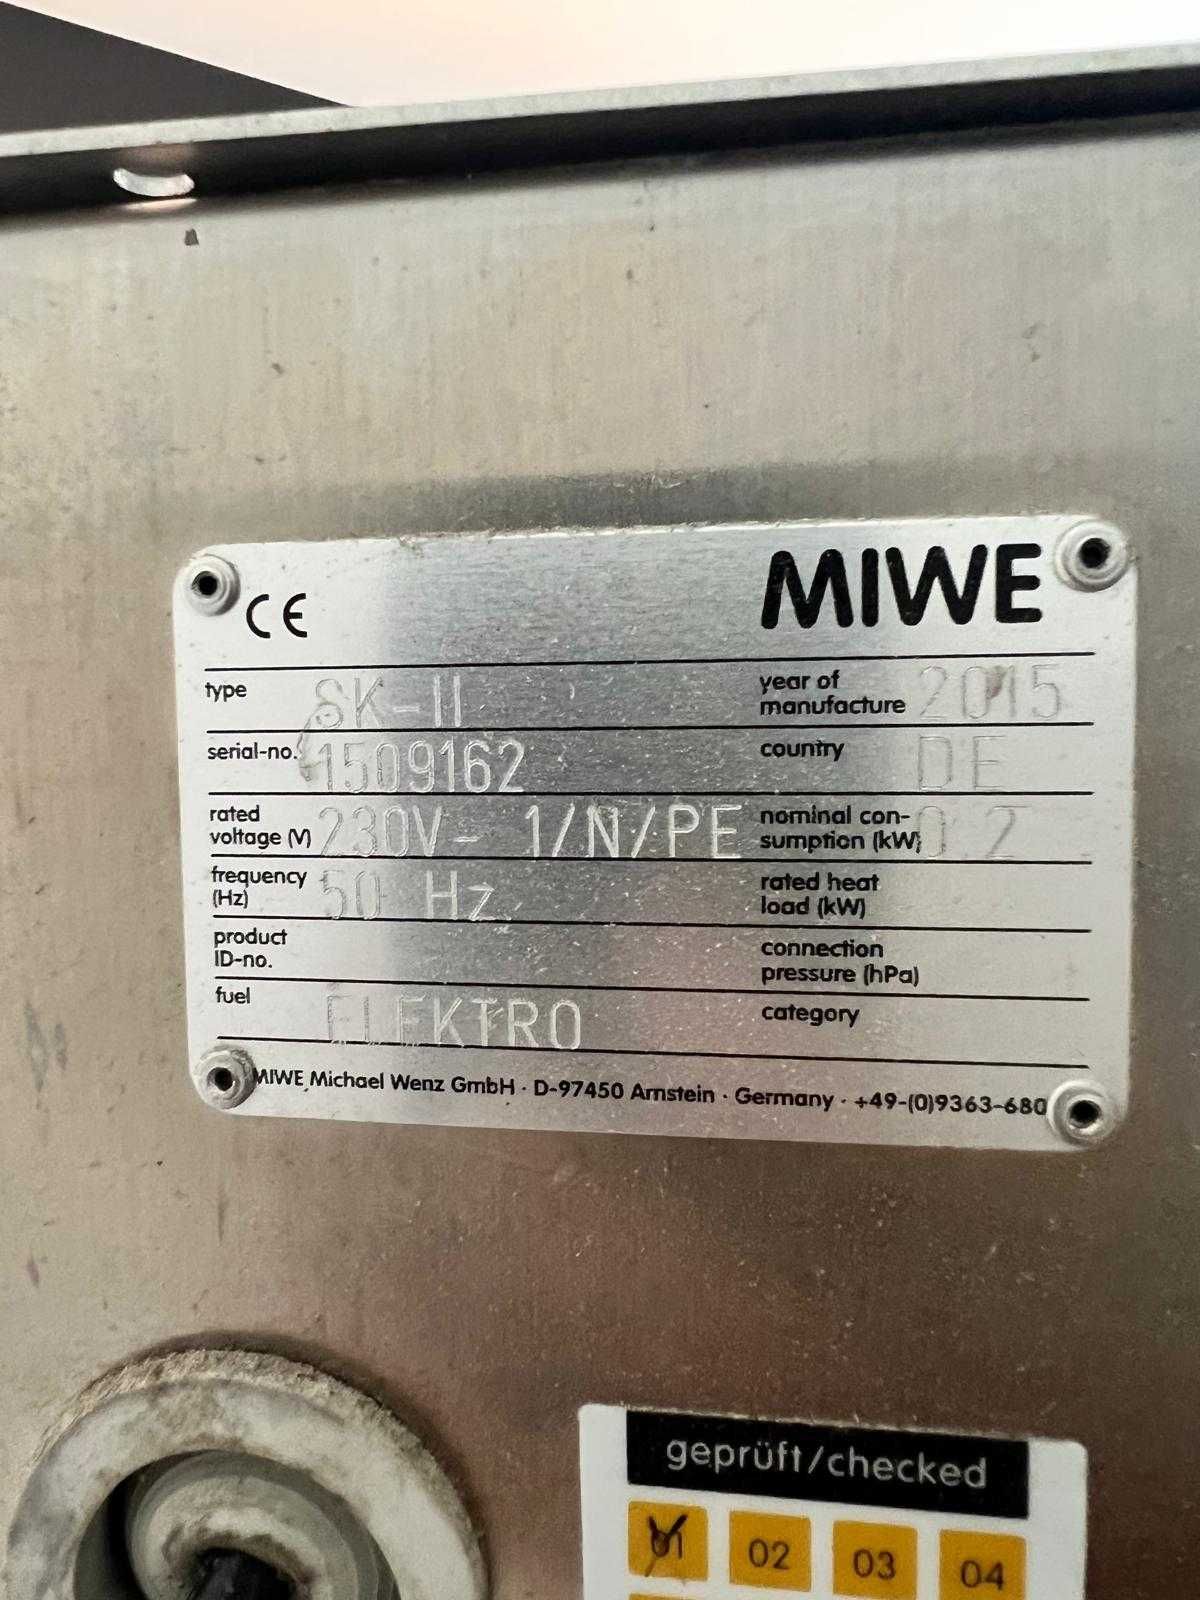 CE
MIWE
type SK-II
year of manufacture 2015
serial-no. 1509162
country DE
rated voltage (V) 230V- 1/N/PE
nominal con-
sumption (kW) 0 2
frequency (Hz) 50 Hz
rated heat load (kW)
product ID-no.
connection pressure (hPa)
fuel ELEKTRO
category
MIWE Michael Wenz GmbH · D-97450 Arnstein · Germany · +49-(0)9363-680
geprüft/checked
01 02 03 04